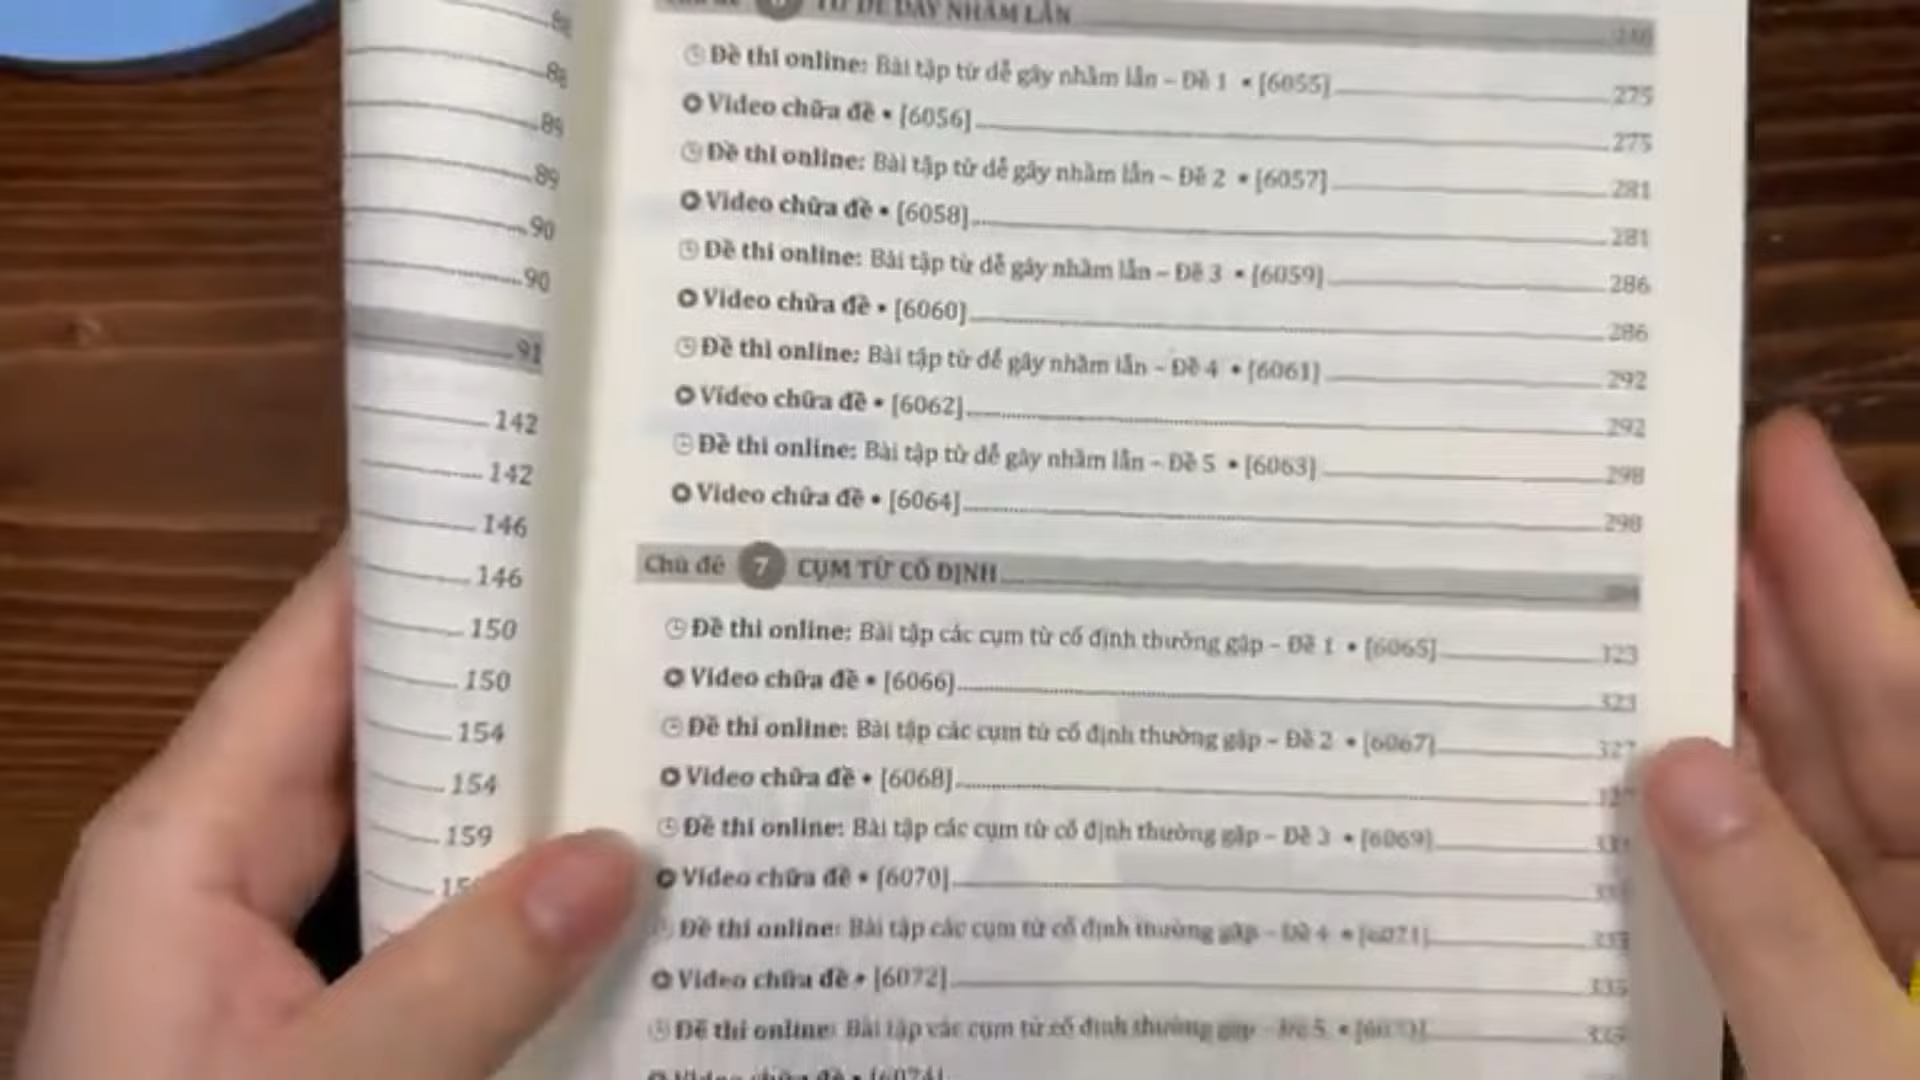 88
88
89
89
90
90
91
142
142
146
146
150
150
154
154
159
TỪ DỄ GÂY NHẦM LẪN
Đề thi online: Bài tập từ dễ gây nhầm lẫn – Đề 1 • [6055] 275
Video chữa đề • [6056] 275
Đề thi online: Bài tập từ dễ gây nhầm lẫn – Đề 2 • [6057] 281
Video chữa đề • [6058] 281
Đề thi online: Bài tập từ dễ gây nhầm lẫn – Đề 3 • [6059] 286
Video chữa đề • [6060] 286
Đề thi online: Bài tập từ dễ gây nhầm lẫn – Đề 4 • [6061] 292
Video chữa đề • [6062] 292
Đề thi online: Bài tập từ dễ gây nhầm lẫn – Đề 5 • [6063] 298
Video chữa đề • [6064] 298
Chủ đề 7 CỤM TỪ CỐ ĐỊNH
Đề thi online: Bài tập các cụm từ cố định thường gặp – Đề 1 • [6065] 323
Video chữa đề • [6066] 323
Đề thi online: Bài tập các cụm từ cố định thường gặp – Đề 2 • [6067] 327
Video chữa đề • [6068]
Đề thi online: Bài tập các cụm từ cố định thường gặp – Đề 3 • [6069]
Video chữa đề • [6070]
Đề thi online: Bài tập các cụm từ cố định thường gặp – Đề 4 • [6071]
Video chữa đề • [6072] 335
Đề thi online: Bài tập các cụm từ cố định thường gặp – Đề 5
Video chữa đề • [6074]